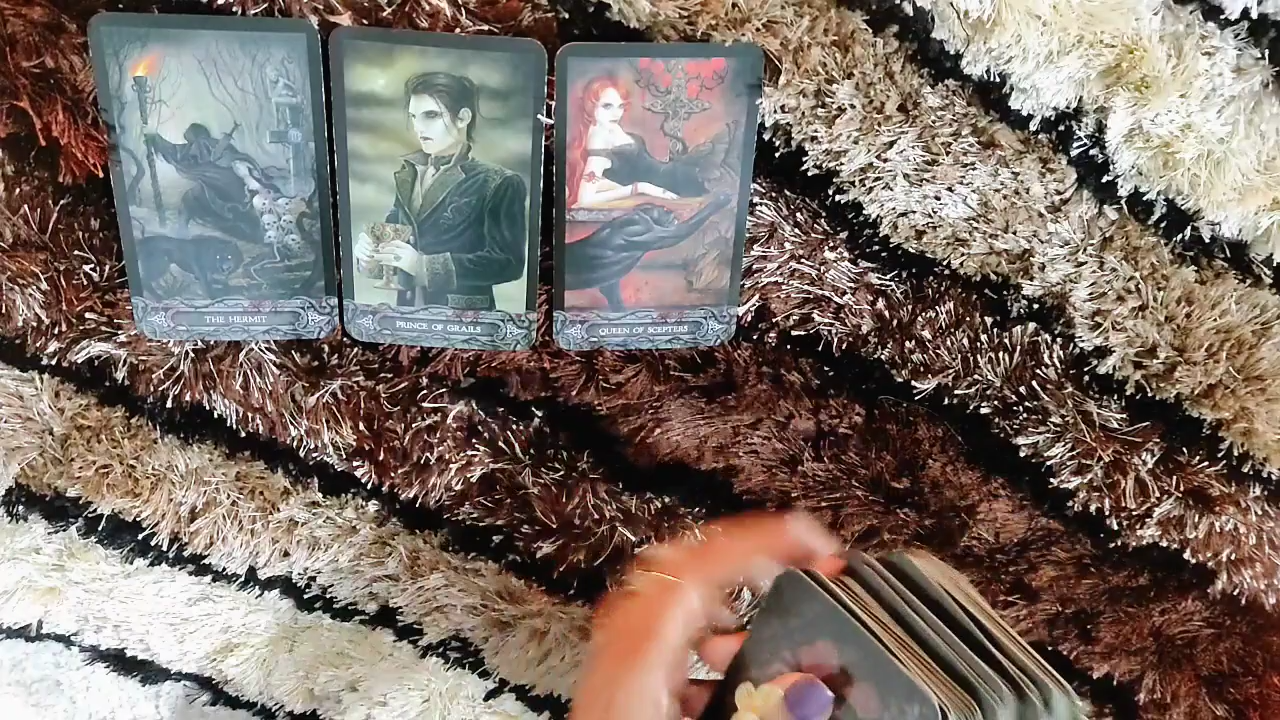 THE HERMIT
PRINCE OF GRAILS
QUEEN OF SCEPTERS